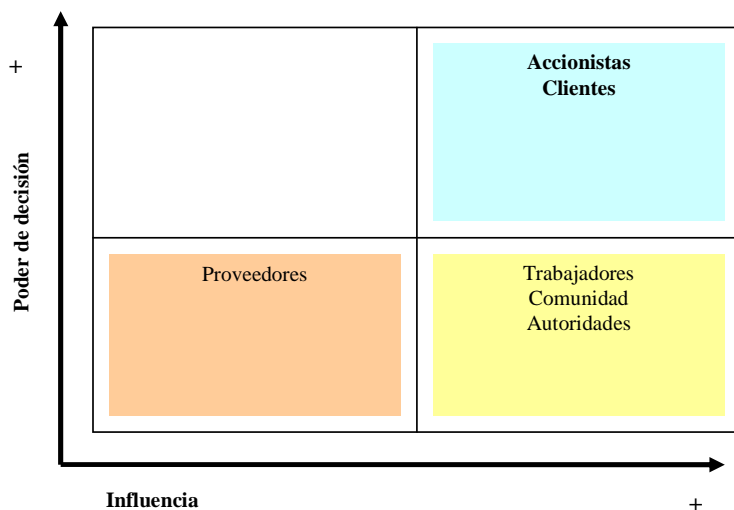 +
Accionistas
Clientes
Poder de decisión
Proveedores
Trabajadores
Comunidad
Autoridades
Influencia
+